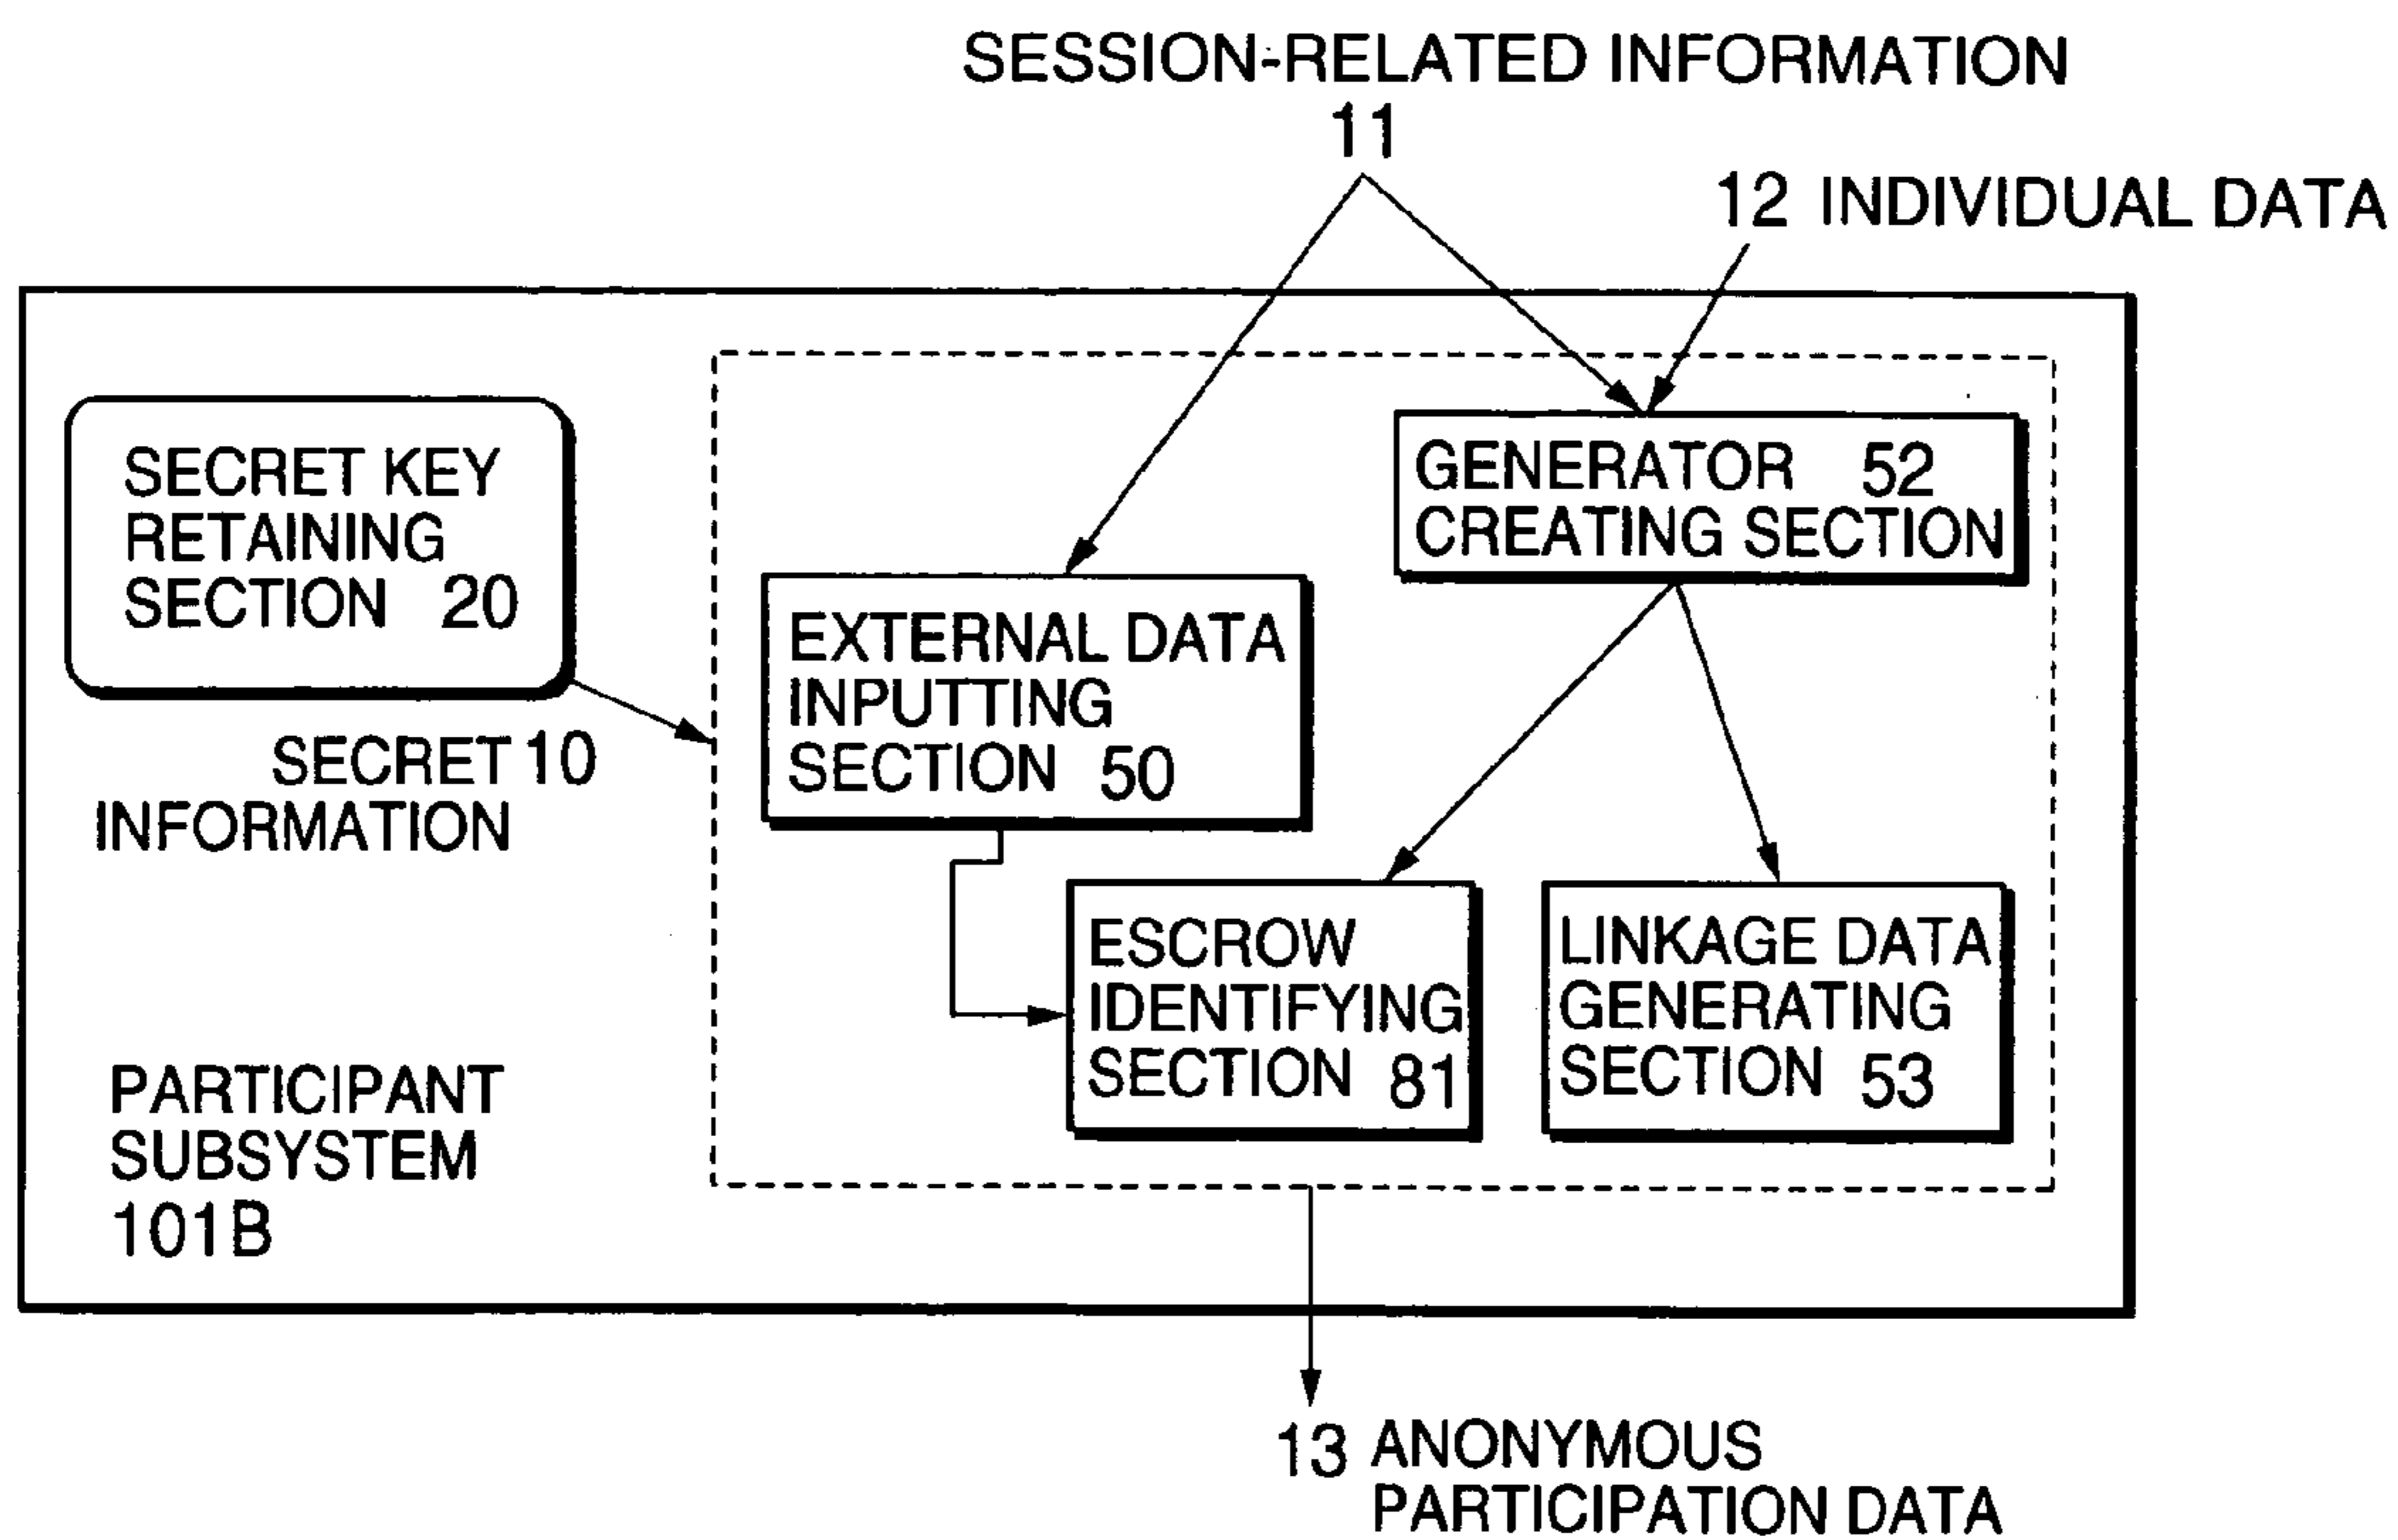 SESSION-RELATED INFORMATION
11
12 INDIVIDUAL DATA
SECRET KEY
RETAINING
SECTION 20
GENERATOR 52
CREATING SECTION
EXTERNAL DATA
INPUTTING
SECTION 50
SECRET 10
INFORMATION
ESCROW
IDENTIFYING
SECTION 81
LINKAGE DATA
GENERATING
SECTION 53
PARTICIPANT
SUBSYSTEM
101B
13 ANONYMOUS
PARTICIPATION DATA